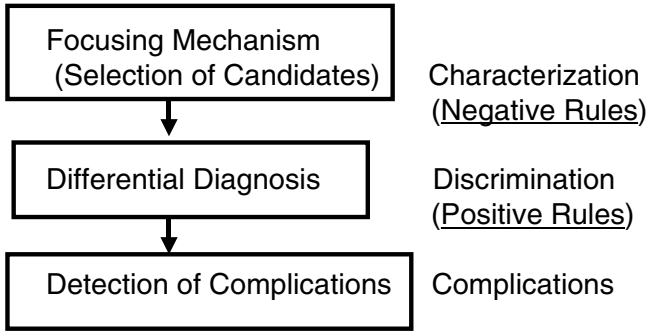 Focusing Mechanism
(Selection of Candidates)
Characterization
(Negative Rules)
Differential Diagnosis
Discrimination
(Positive Rules)
Detection of Complications
Complications